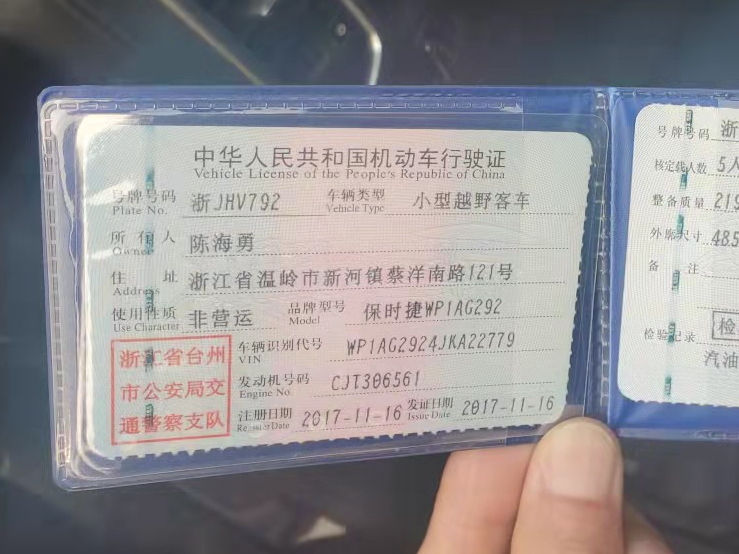 中华人民共和国机动车行驶证
Vehicle License of the People's Republic of China
号牌号码 浙JHV792 车辆类型 小型越野客车
Plate No. Vehicle Type
所有人 陈海勇
Owner
住址 浙江省温岭市新河镇蔡洋南路121号
Address
使用性质 非营运 品牌型号 保时捷WP1AG292
Use Character Model
浙江省台州
市公安局交
通警察支队
车辆识别代号 WP1AG2924JKA22779
VIN
发动机号码 CJT306561
Engine No.
注册日期 2017-11-16 发证日期 2017-11-16
Register Date Issue Date
号牌号码 浙
核定载人数 5人
整备质量 219
外廓尺寸 485
备注
检
检验记录
汽油